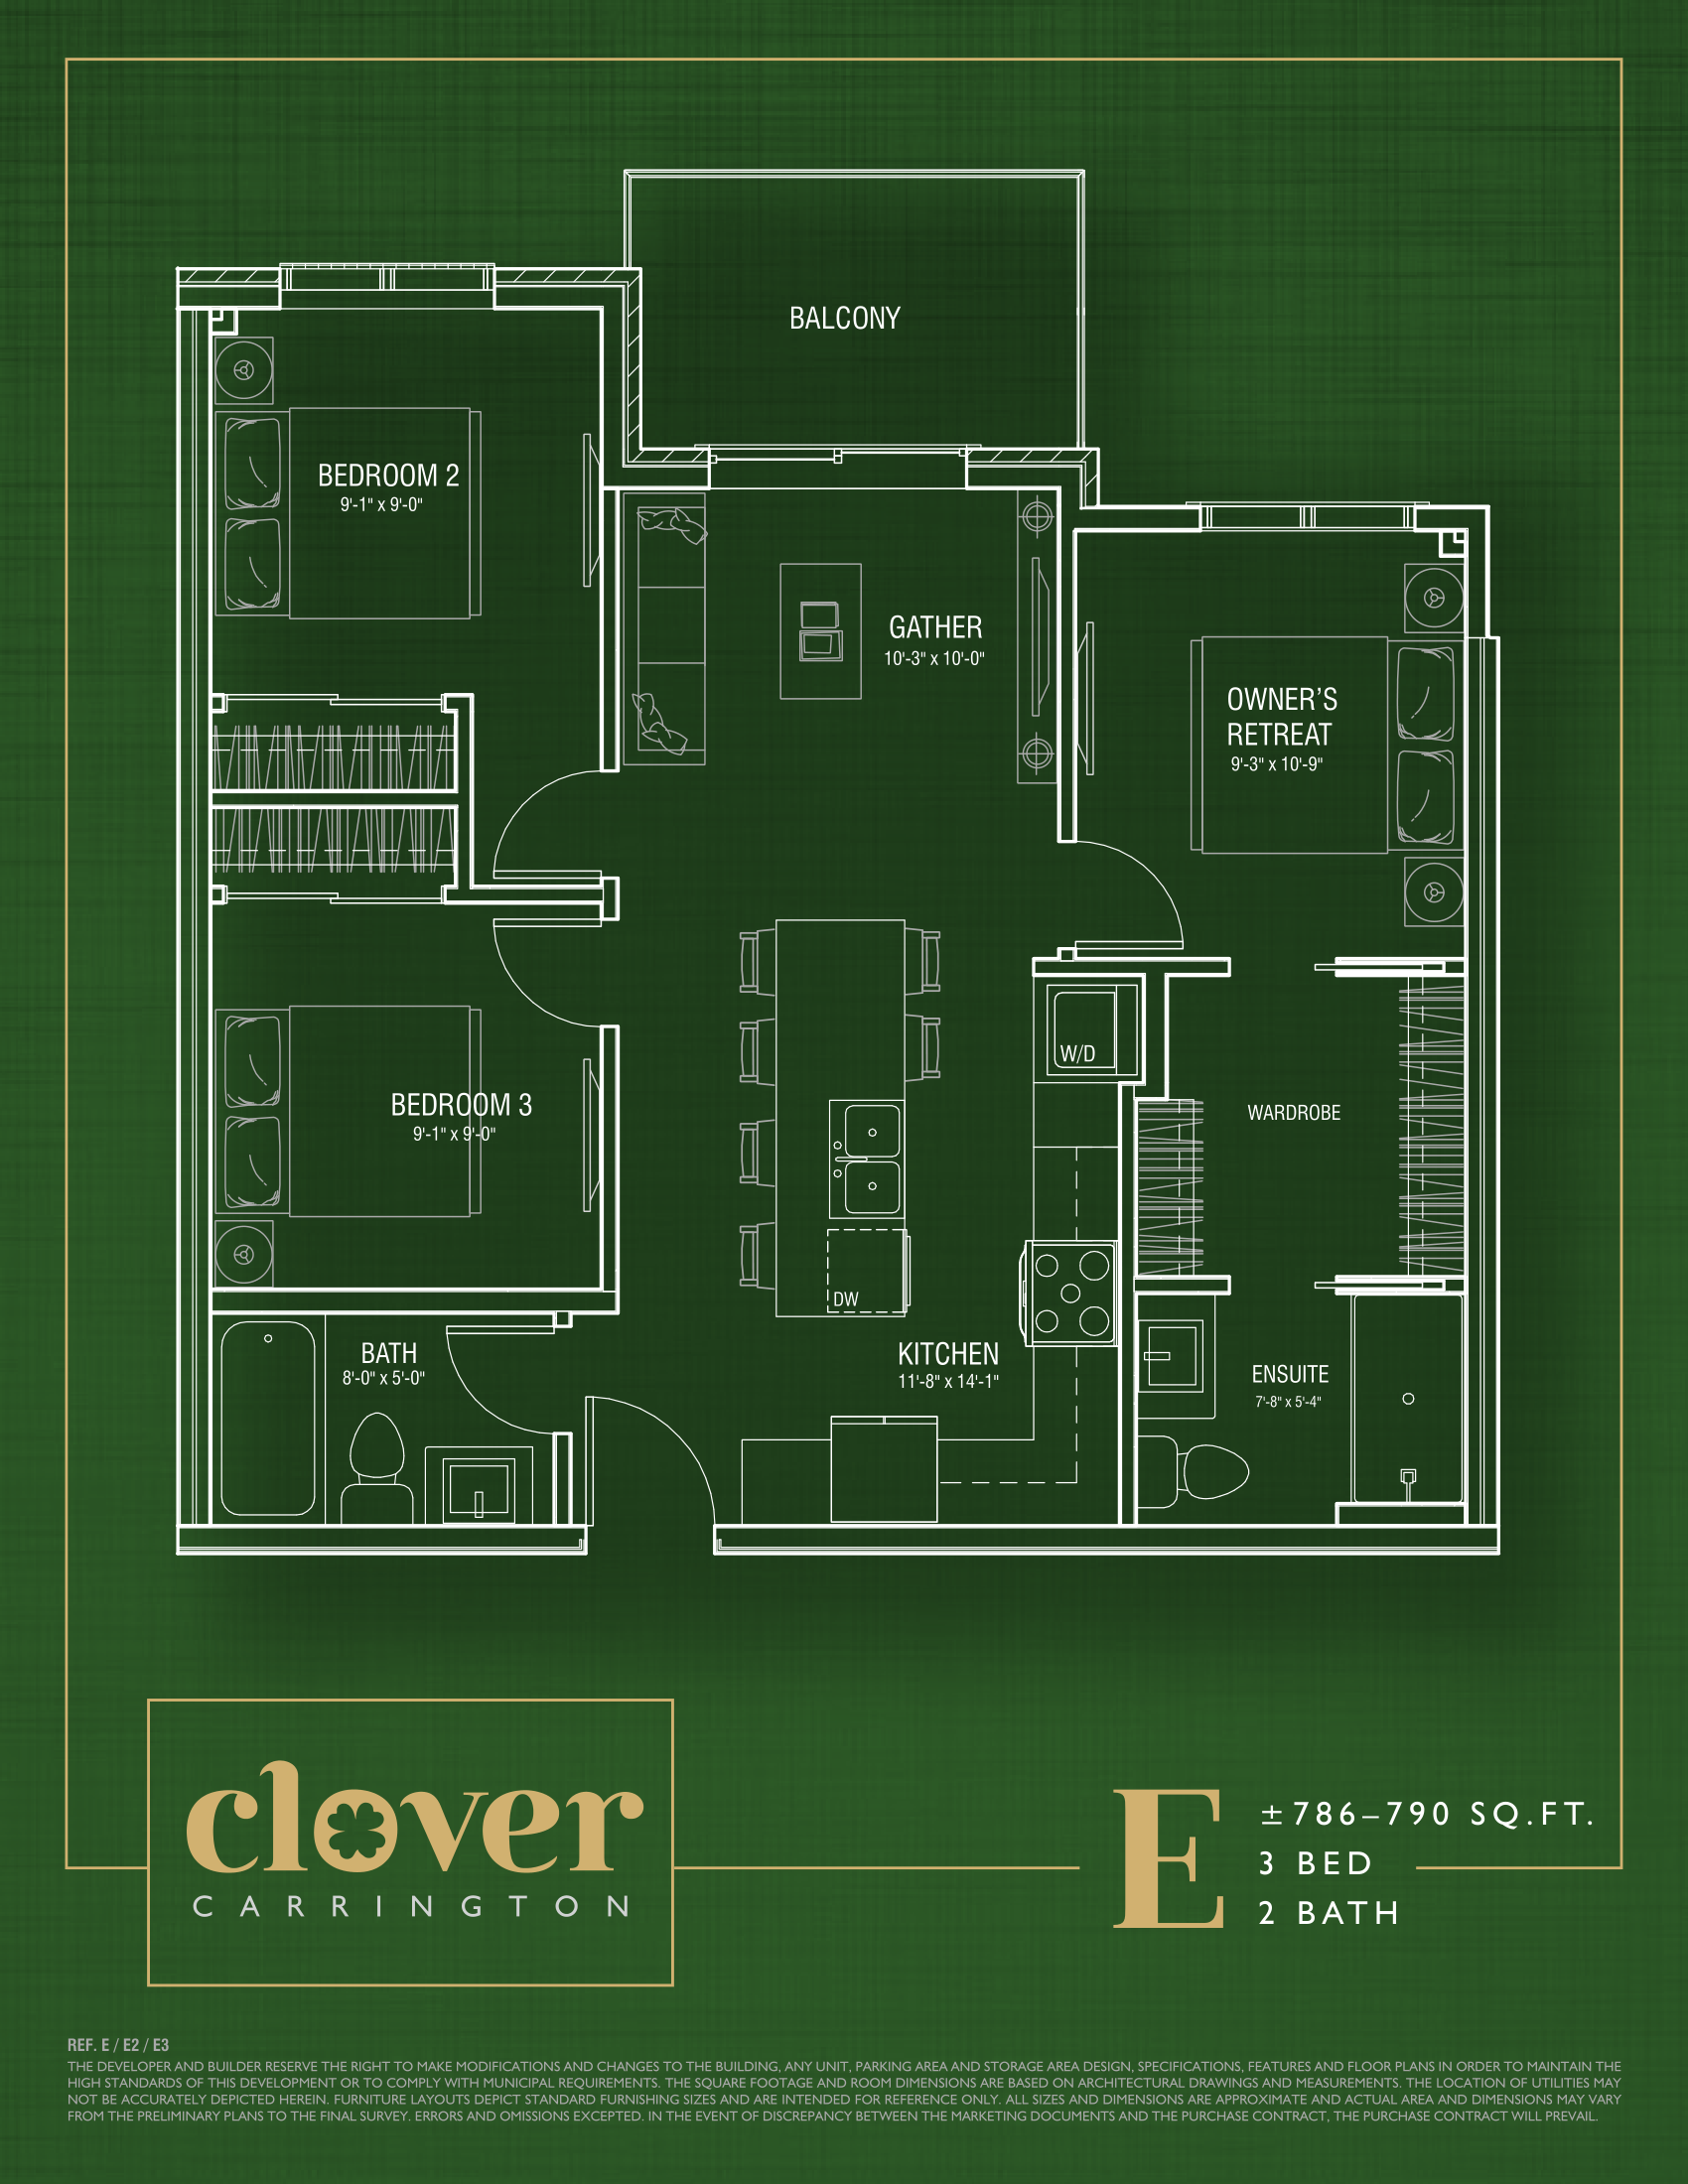 BALCONY
BEDROOM 2
9'-1" x 9'-0"
GATHER
10'-3" x 10'-0"
OWNER'S
RETREAT
9'-3" x 10'-9"
W/D
BEDROOM 3
9'-1" x 9'-0"
WARDROBE
DW
BATH
8'-0" x 5'-0"
KITCHEN
11'-8" x 14'-1"
ENSUITE
7'-8" x 5'-4"
clover
CARRINGTON
E
±786–790 SQ.FT.
3 BED
2 BATH
REF. E / E2 / E3
THE DEVELOPER AND BUILDER RESERVE THE RIGHT TO MAKE MODIFICATIONS AND CHANGES TO THE BUILDING, ANY UNIT, PARKING AREA AND STORAGE AREA DESIGN, SPECIFICATIONS, FEATURES AND FLOOR PLANS IN ORDER TO MAINTAIN THE
HIGH STANDARDS OF THIS DEVELOPMENT OR TO COMPLY WITH MUNICIPAL REQUIREMENTS. THE SQUARE FOOTAGE AND ROOM DIMENSIONS ARE BASED ON ARCHITECTURAL DRAWINGS AND MEASUREMENTS. THE LOCATION OF UTILITIES MAY
NOT BE ACCURATELY DEPICTED HEREIN. FURNITURE LAYOUTS DEPICT STANDARD FURNISHING SIZES AND ARE INTENDED FOR REFERENCE ONLY. ALL SIZES AND DIMENSIONS ARE APPROXIMATE AND ACTUAL AREA AND DIMENSIONS MAY VARY
FROM THE PRELIMINARY PLANS TO THE FINAL SURVEY. ERRORS AND OMISSIONS EXCEPTED. IN THE EVENT OF DISCREPANCY BETWEEN THE MARKETING DOCUMENTS AND THE PURCHASE CONTRACT, THE PURCHASE CONTRACT WILL PREVAIL.